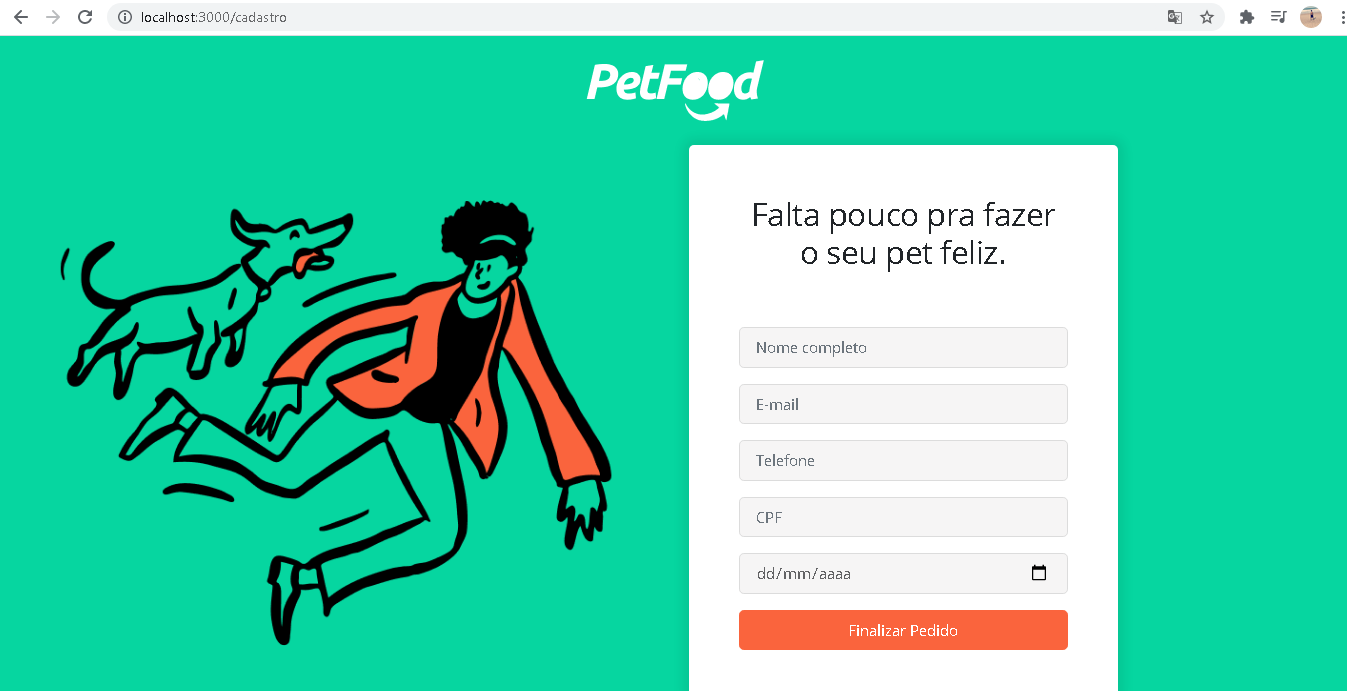 localhost:3000/cadastro
PetFood
Falta pouco pra fazer
o seu pet feliz.
Nome completo
E-mail
Telefone
CPF
dd/mm/aaaa
Finalizar Pedido